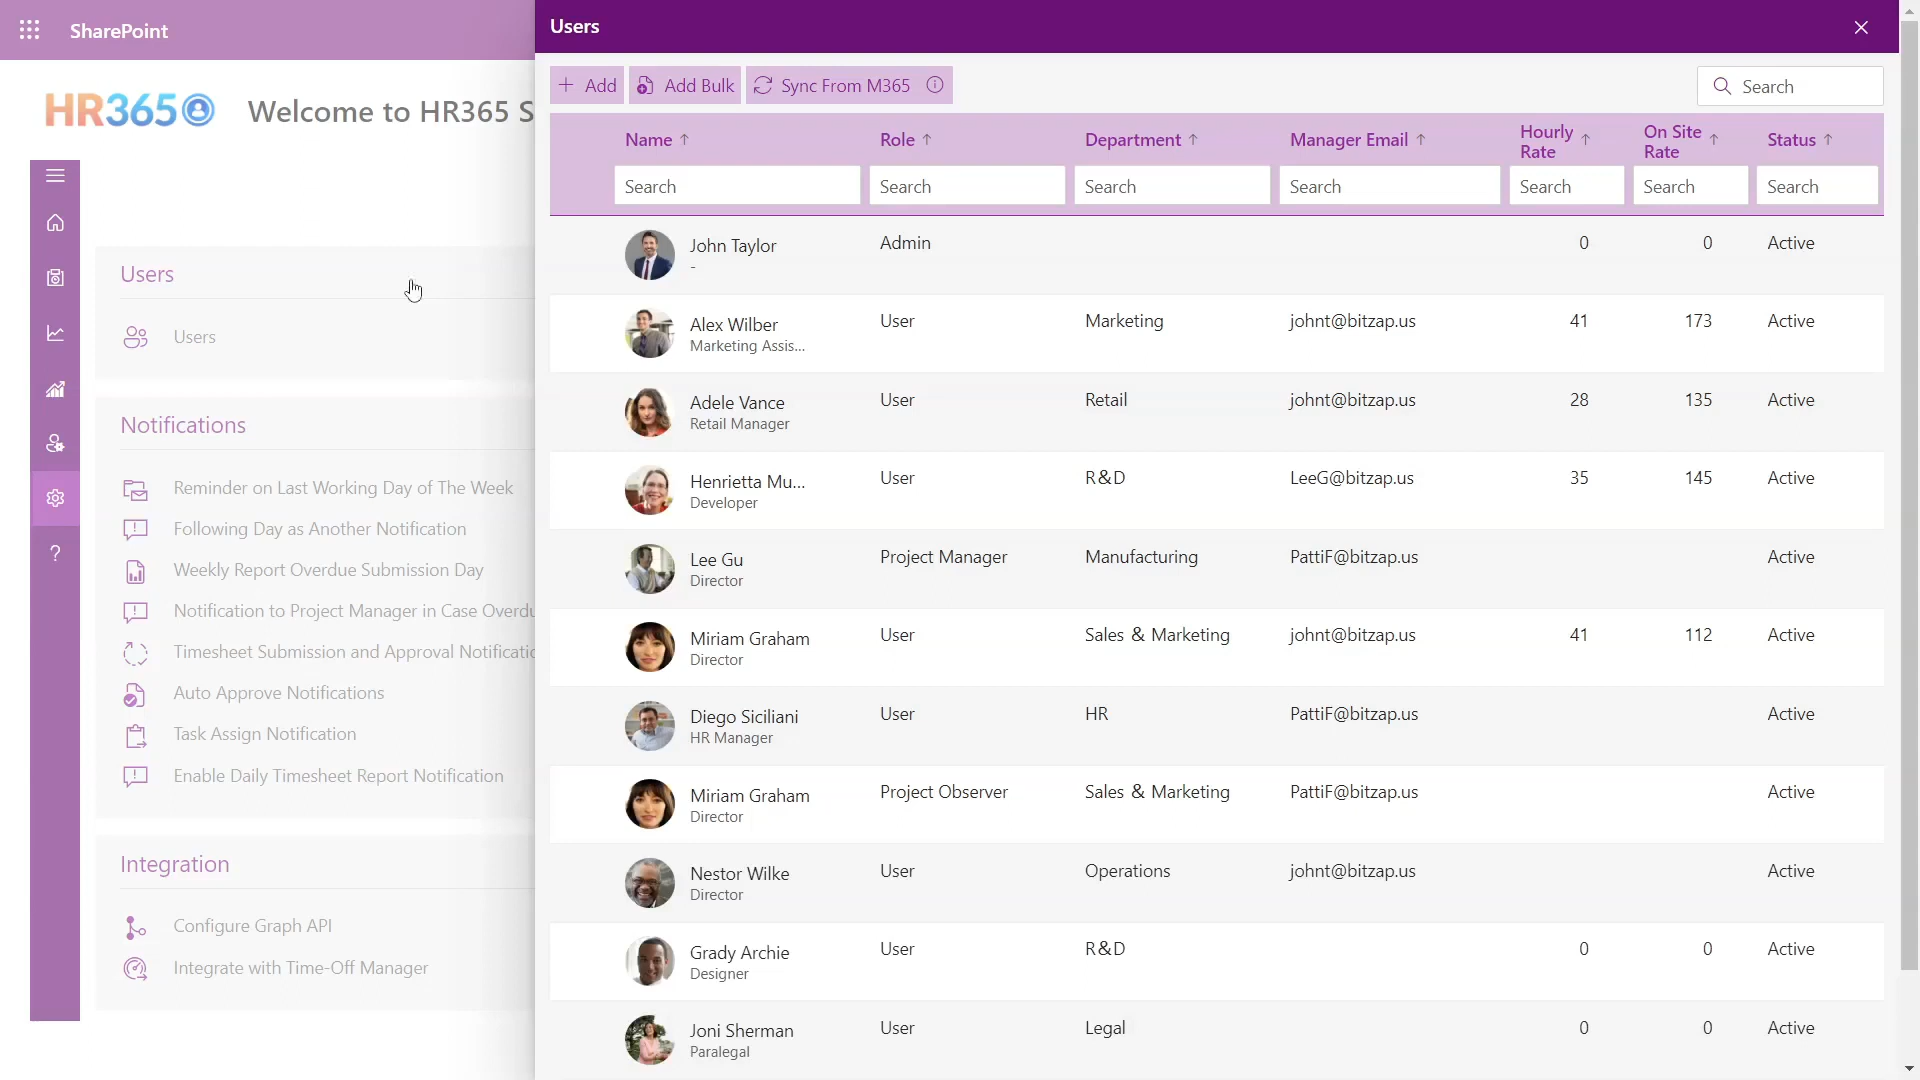 SharePoint
HR365
Welcome to HR365 S
Users
Users
Notifications
Reminder on Last Working Day of The Week
Following Day as Another Notification
Weekly Report Overdue Submission Day
Notification to Project Manager in Case Overdu
Timesheet Submission and Approval Notificatio
Auto Approve Notifications
Task Assign Notification
Enable Daily Timesheet Report Notification
Integration
Configure Graph API
Integrate with Time-Off Manager
?
Users
+ Add
Add Bulk
Sync From M365
Search
Name ↑ Role ↑ Department ↑ Manager Email ↑ Hourly Rate ↑ On Site Rate ↑ Status ↑
Search Search Search Search Search Search Search
John Taylor Admin 0 0 Active
-
Alex Wilber User Marketing johnt@bitzap.us 41 173 Active
Marketing Assis...
Adele Vance User Retail johnt@bitzap.us 28 135 Active
Retail Manager
Henrietta Mu... User R&D LeeG@bitzap.us 35 145 Active
Developer
Lee Gu Project Manager Manufacturing PattiF@bitzap.us Active
Director
Miriam Graham User Sales & Marketing johnt@bitzap.us 41 112 Active
Director
Diego Siciliani User HR PattiF@bitzap.us Active
HR Manager
Miriam Graham Project Observer Sales & Marketing PattiF@bitzap.us Active
Director
Nestor Wilke User Operations johnt@bitzap.us Active
Director
Grady Archie User R&D 0 0 Active
Designer
Joni Sherman User Legal 0 0 Active
Paralegal